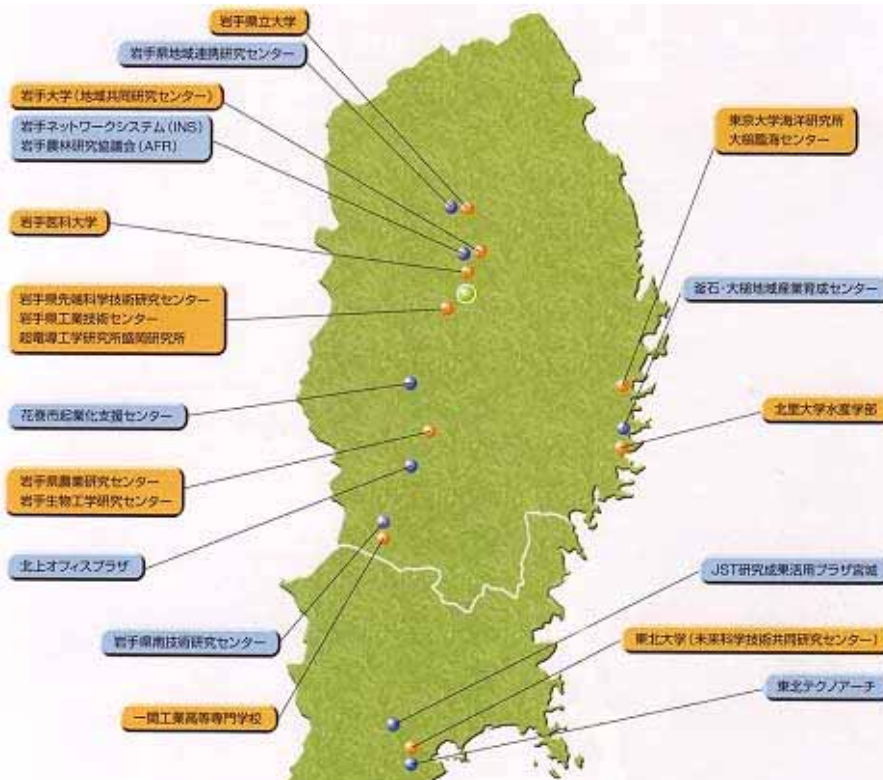 岩手県立大学
岩手県地域連携研究センター
岩手大学(地域共同研究センター)
岩手ネットワークシステム(INS)
岩手農林研究協議会(AFR)
岩手医科大学
岩手県先端科学技術研究センター
岩手県工業技術センター
超電導工学研究所盛岡研究所
花巻市起業化支援センター
岩手県農業研究センター
岩手生物工学研究センター
北上オフィスプラザ
岩手県南技術研究センター
一関工業高等専門学校
東京大学海洋研究所
大槌臨海センター
釜石・大槌地域産業育成センター
北里大学水産学部
JST研究成果活用プラザ宮城
東北大学(未来科学技術共同研究センター)
東北テクノアーチ